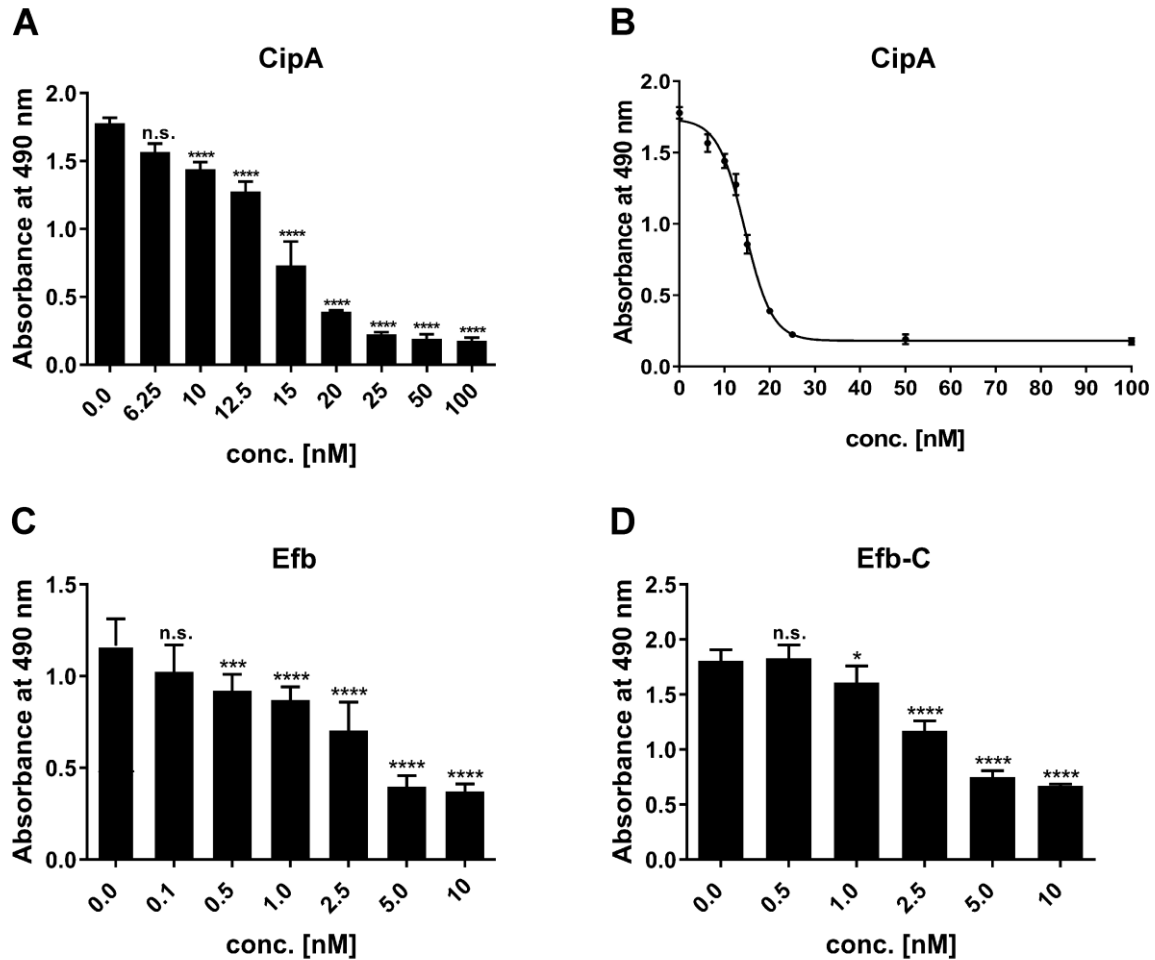 A
CipA
Absorbance at 490 nm
2.0
1.5
1.0
0.5
0.0
n.s.
****
****
****
****
****
****
****
0.0
6.25
10
12.5
15
20
25
50
100
conc. [nM]
B
CipA
Absorbance at 490 nm
2.0
1.5
1.0
0.5
0.0
0 10 20 30 40 50 60 70 80 90 100
conc. [nM]
C
Efb
Absorbance at 490 nm
1.5
1.0
0.5
0.0
n.s.
***
****
****
****
****
0.0
0.1
0.5
1.0
2.5
5.0
10
conc. [nM]
D
Efb-C
Absorbance at 490 nm
2.5
2.0
1.5
1.0
0.5
0.0
n.s.
*
****
****
****
0.0
0.5
1.0
2.5
5.0
10
conc. [nM]